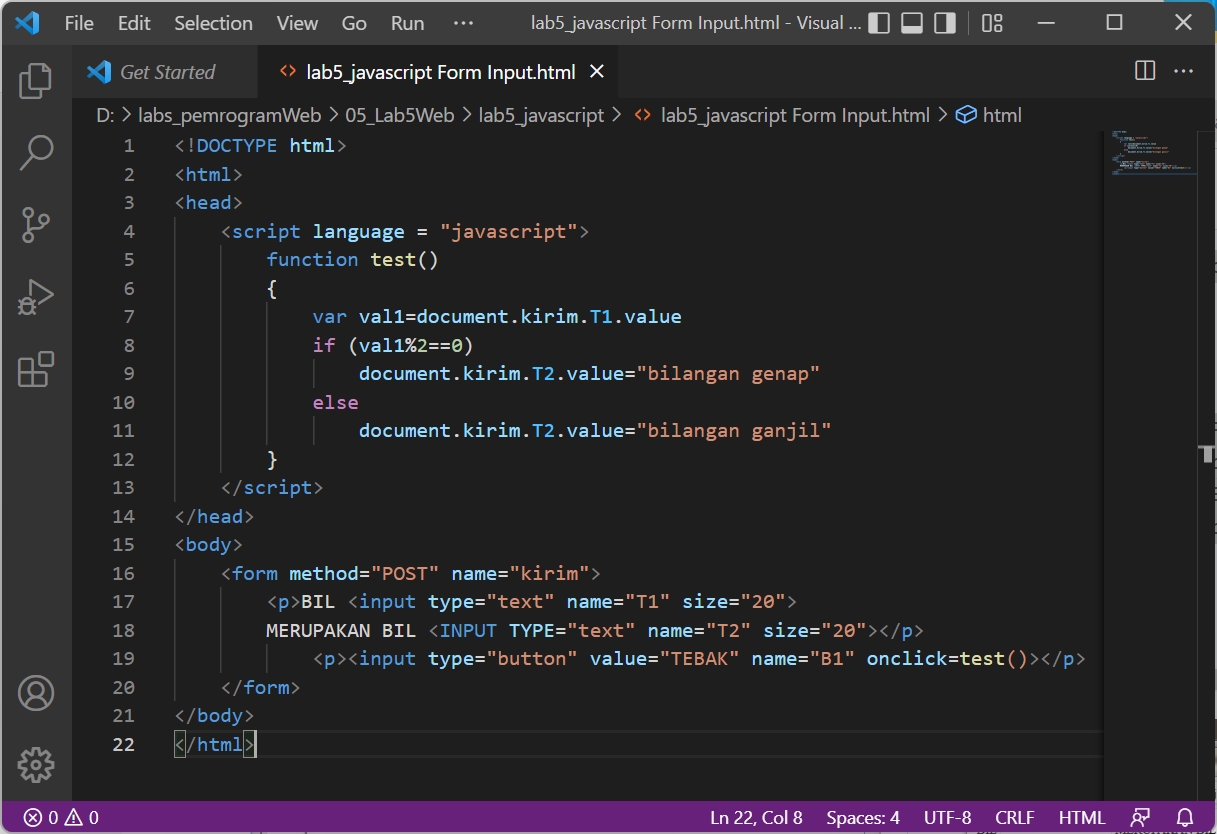 File Edit Selection View Go Run ··· lab5_javascript Form Input.html - Visual ...
Get Started lab5_javascript Form Input.html
D: > labs_pemrogramWeb > 05_Lab5Web > lab5_javascript > lab5_javascript Form Input.html > html
1 <!DOCTYPE html>
2 <html>
3 <head>
4 <script language = "javascript">
5 function test()
6 {
7 var val1=document.kirim.T1.value
8 if (val1%2==0)
9 document.kirim.T2.value="bilangan genap"
10 else
11 document.kirim.T2.value="bilangan ganjil"
12 }
13 </script>
14 </head>
15 <body>
16 <form method="POST" name="kirim">
17 <p>BIL <input type="text" name="T1" size="20">
18 MERUPAKAN BIL <INPUT TYPE="text" name="T2" size="20"></p>
19 <p><input type="button" value="TEBAK" name="B1" onclick=test()></p>
20 </form>
21 </body>
22 </html>
0 0 Ln 22, Col 8 Spaces: 4 UTF-8 CRLF HTML